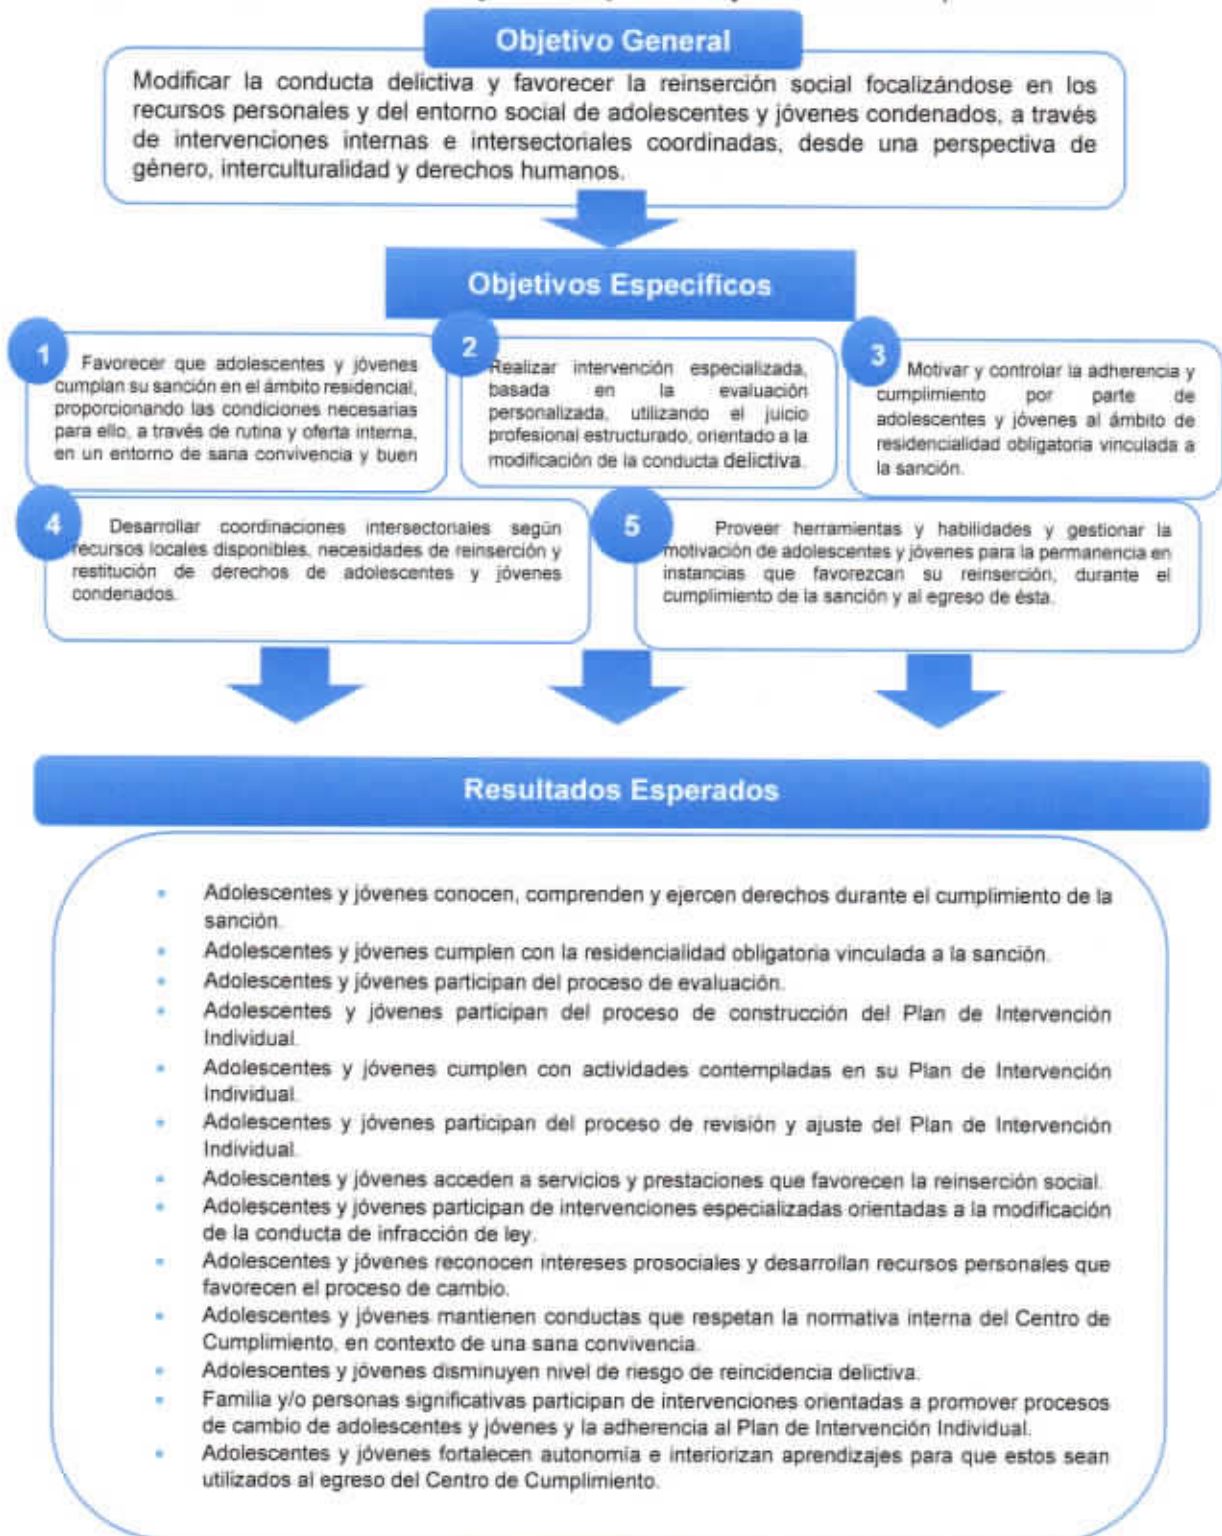 Objetivo General
Modificar la conducta delictiva y favorecer la reinserción social focalizándose en los
recursos personales y del entorno social de adolescentes y jóvenes condenados, a través
de intervenciones internas e intersectoriales coordinadas, desde una perspectiva de
género, interculturalidad y derechos humanos.
Objetivos Específicos
1
Favorecer que adolescentes y jóvenes
cumplan su sanción en el ámbito residencial,
proporcionando las condiciones necesarias
para ello, a través de rutina y oferta interna,
en un entorno de sana convivencia y buen
2
Realizar intervención especializada,
basada en la evaluación
personalizada, utilizando el juicio
profesional estructurado, orientado a la
modificación de la conducta delictiva.
3
Motivar y controlar la adherencia y
cumplimiento por parte de
adolescentes y jóvenes al ámbito de
residencialidad obligatoria vinculada a
la sanción.
4
Desarrollar coordinaciones intersectoriales según
recursos locales disponibles, necesidades de reinserción y
restitución de derechos de adolescentes y jóvenes
condenados.
5
Proveer herramientas y habilidades y gestionar la
motivación de adolescentes y jóvenes para la permanencia en
instancias que favorezcan su reinserción, durante el
cumplimiento de la sanción y al egreso de ésta.
Resultados Esperados
• Adolescentes y jóvenes conocen, comprenden y ejercen derechos durante el cumplimiento de la
sanción.
• Adolescentes y jóvenes cumplen con la residencialidad obligatoria vinculada a la sanción.
• Adolescentes y jóvenes participan del proceso de evaluación.
• Adolescentes y jóvenes participan del proceso de construcción del Plan de Intervención
Individual.
• Adolescentes y jóvenes cumplen con actividades contempladas en su Plan de Intervención
Individual.
• Adolescentes y jóvenes participan del proceso de revisión y ajuste del Plan de Intervención
Individual.
• Adolescentes y jóvenes acceden a servicios y prestaciones que favorecen la reinserción social.
• Adolescentes y jóvenes participan de intervenciones especializadas orientadas a la modificación
de la conducta de infracción de ley.
• Adolescentes y jóvenes reconocen intereses prosociales y desarrollan recursos personales que
favorecen el proceso de cambio.
• Adolescentes y jóvenes mantienen conductas que respetan la normativa interna del Centro de
Cumplimiento, en contexto de una sana convivencia.
• Adolescentes y jóvenes disminuyen nivel de riesgo de reincidencia delictiva.
• Familia y/o personas significativas participan de intervenciones orientadas a promover procesos
de cambio de adolescentes y jóvenes y la adherencia al Plan de Intervención Individual.
• Adolescentes y jóvenes fortalecen autonomía e interiorizan aprendizajes para que estos sean
utilizados al egreso del Centro de Cumplimiento.